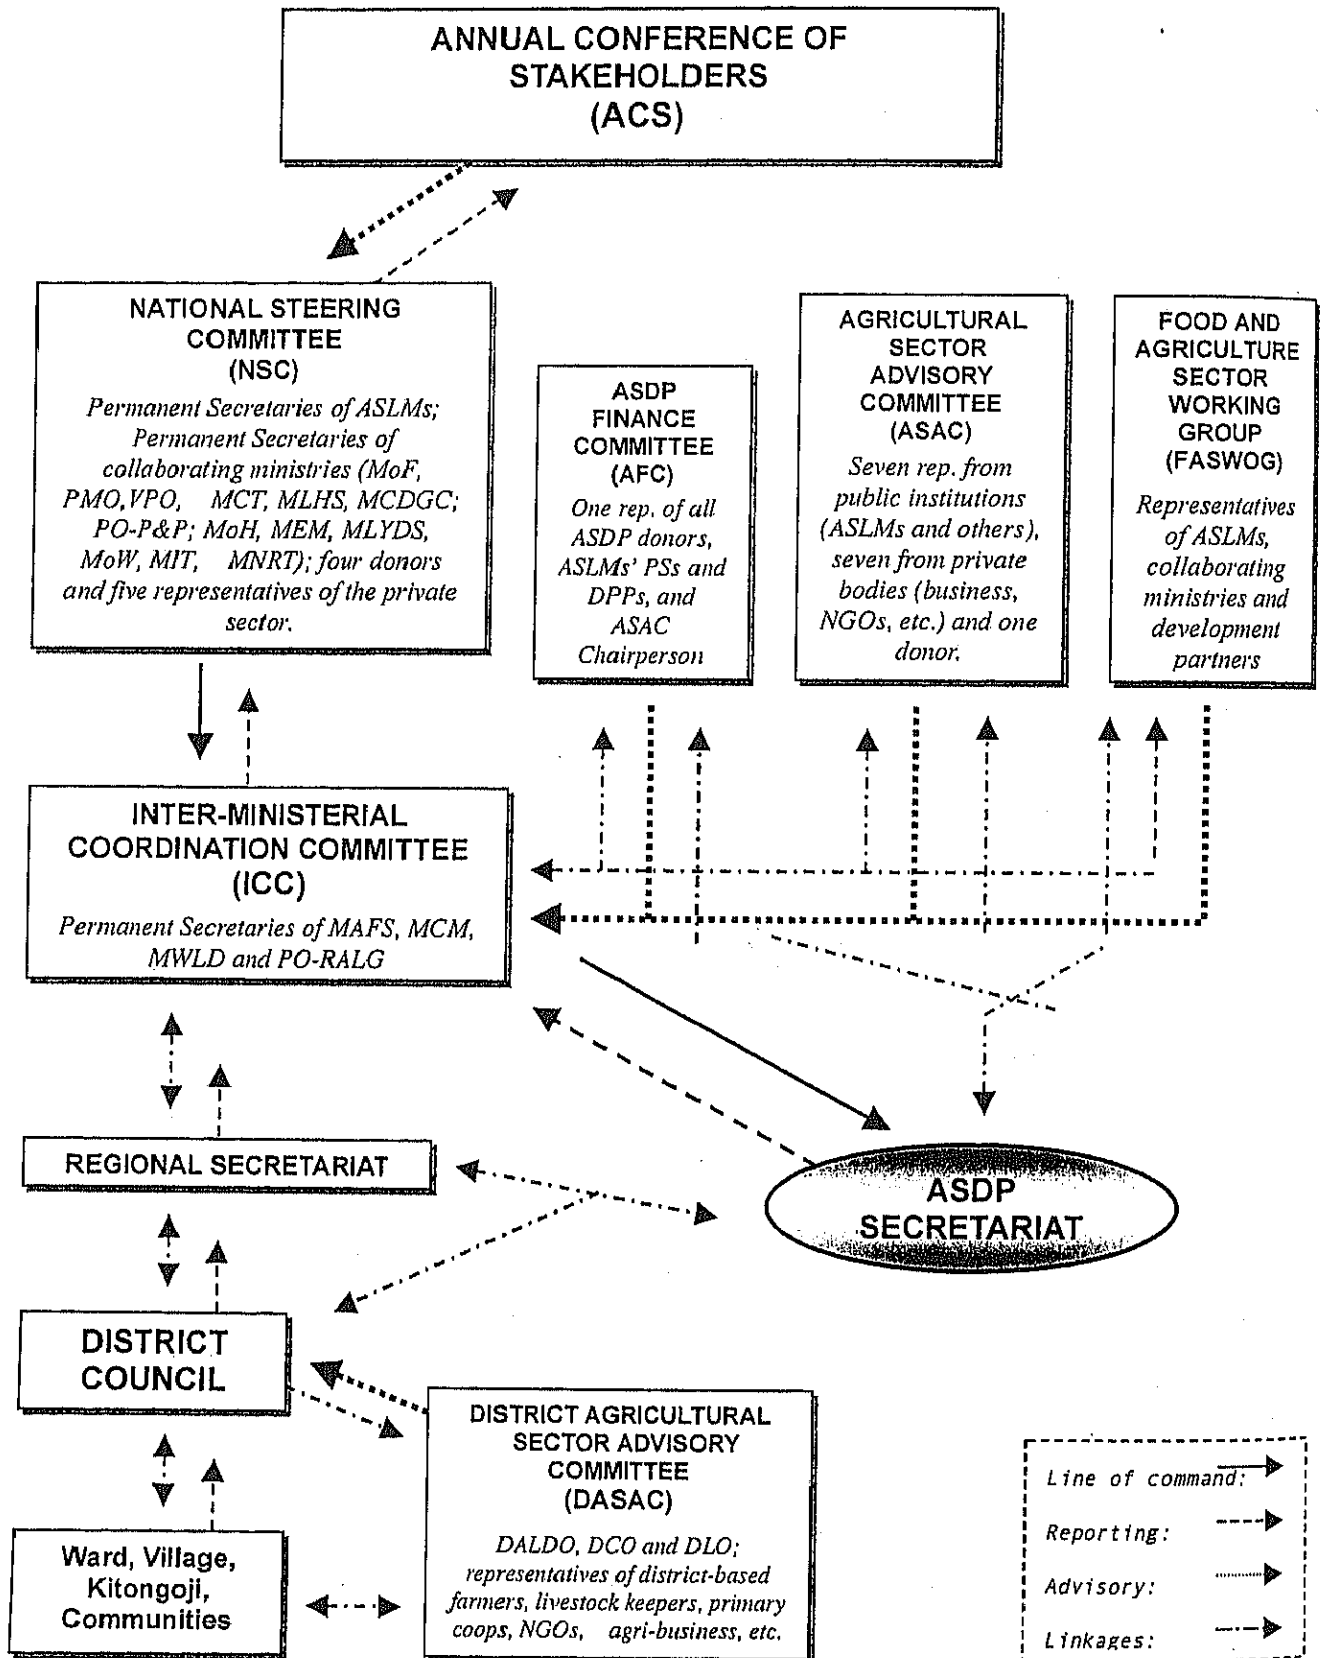 ANNUAL CONFERENCE OF
STAKEHOLDERS
(ACS)
NATIONAL STEERING
COMMITTEE
(NSC)
Permanent Secretaries of ASLMs;
Permanent Secretaries of
collaborating ministries (MoF,
PMO, VPO, MCT, MLHS, MCDGC;
PO-P&P; MoH, MEM, MLYDS,
MoW, MIT, MNRT); four donors
and five representatives of the private
sector.
ASDP
FINANCE
COMMITTEE
(AFC)
One rep. of all
ASDP donors,
ASLMs' PSs and
DPPs, and
ASAC
Chairperson
AGRICULTURAL
SECTOR
ADVISORY
COMMITTEE
(ASAC)
Seven rep. from
public institutions
(ASLMs and others),
seven from private
bodies (business,
NGOs, etc.) and one
donor.
FOOD AND
AGRICULTURE
SECTOR
WORKING
GROUP
(FASWOG)
Representatives
of ASLMs,
collaborating
ministries and
development
partners
INTER-MINISTERIAL
COORDINATION COMMITTEE
(ICC)
Permanent Secretaries of MAFS, MCM,
MWLD and PO-RALG
REGIONAL SECRETARIAT
ASDP
SECRETARIAT
DISTRICT
COUNCIL
DISTRICT AGRICULTURAL
SECTOR ADVISORY
COMMITTEE
(DASAC)
DALDO, DCO and DLO;
representatives of district-based
farmers, livestock keepers, primary
coops, NGOs, agri-business, etc.
Ward, Village,
Kitongoji,
Communities
Line of command:
Reporting:
Advisory:
Linkages: